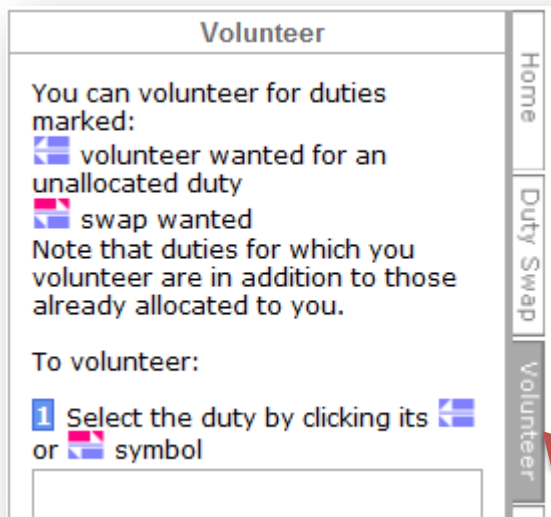 Volunteer
You can volunteer for duties
marked:
volunteer wanted for an
unallocated duty
swap wanted
Note that duties for which you
volunteer are in addition to those
already allocated to you.
To volunteer:
1 Select the duty by clicking its
or symbol
Home
Duty Swap
Volunteer